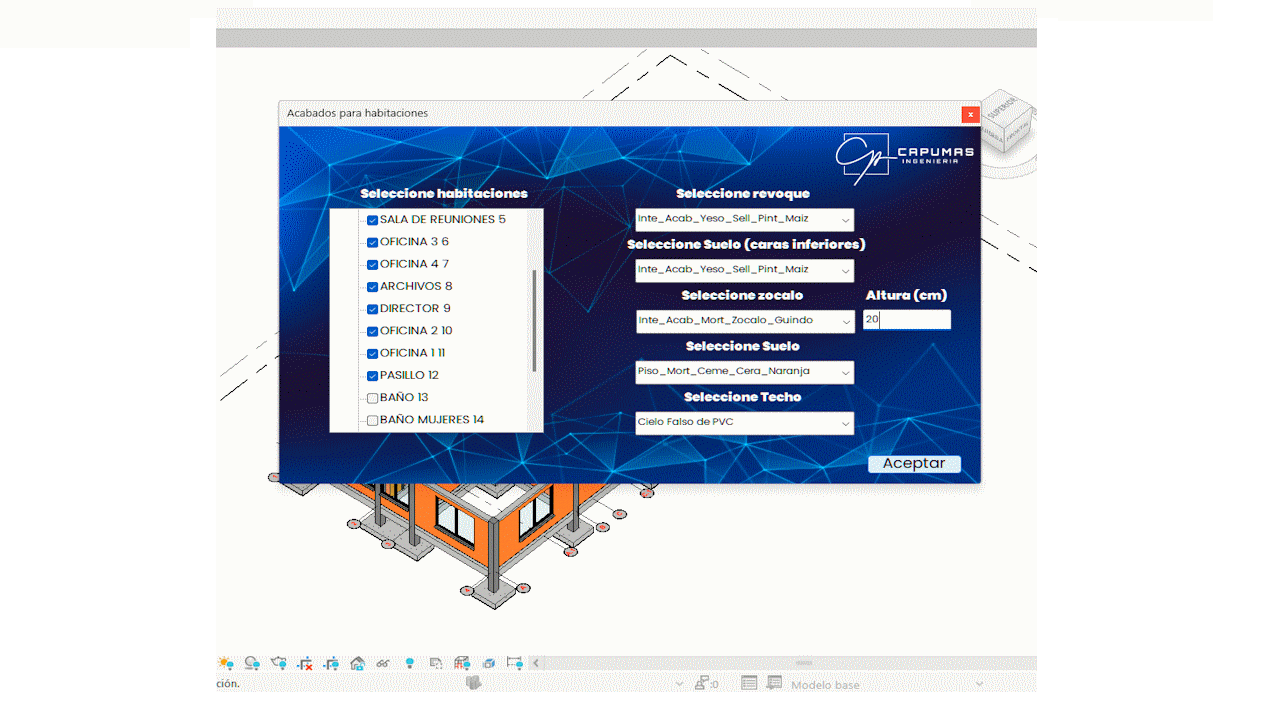 Acabados para habitaciones
x
SUPERIOR
CAPUMAS
INGENIERIA
Seleccione habitaciones
SALA DE REUNIONES 5
OFICINA 3 6
OFICINA 4 7
ARCHIVOS 8
DIRECTOR 9
OFICINA 2 10
OFICINA 1 11
PASILLO 12
BAÑO 13
BAÑO MUJERES 14
Seleccione revoque
Inte_Acab_Yeso_Sell_Pint_Maiz
Seleccione Suelo (caras inferiores)
Inte_Acab_Yeso_Sell_Pint_Maiz
Seleccione zocalo
Altura (cm)
Inte_Acab_Mort_Zocalo_Guindo
20
Seleccione Suelo
Piso_Mort_Ceme_Cera_Naranja
Seleccione Techo
Cielo Falso de PVC
Aceptar
ción.
:0
Modelo base